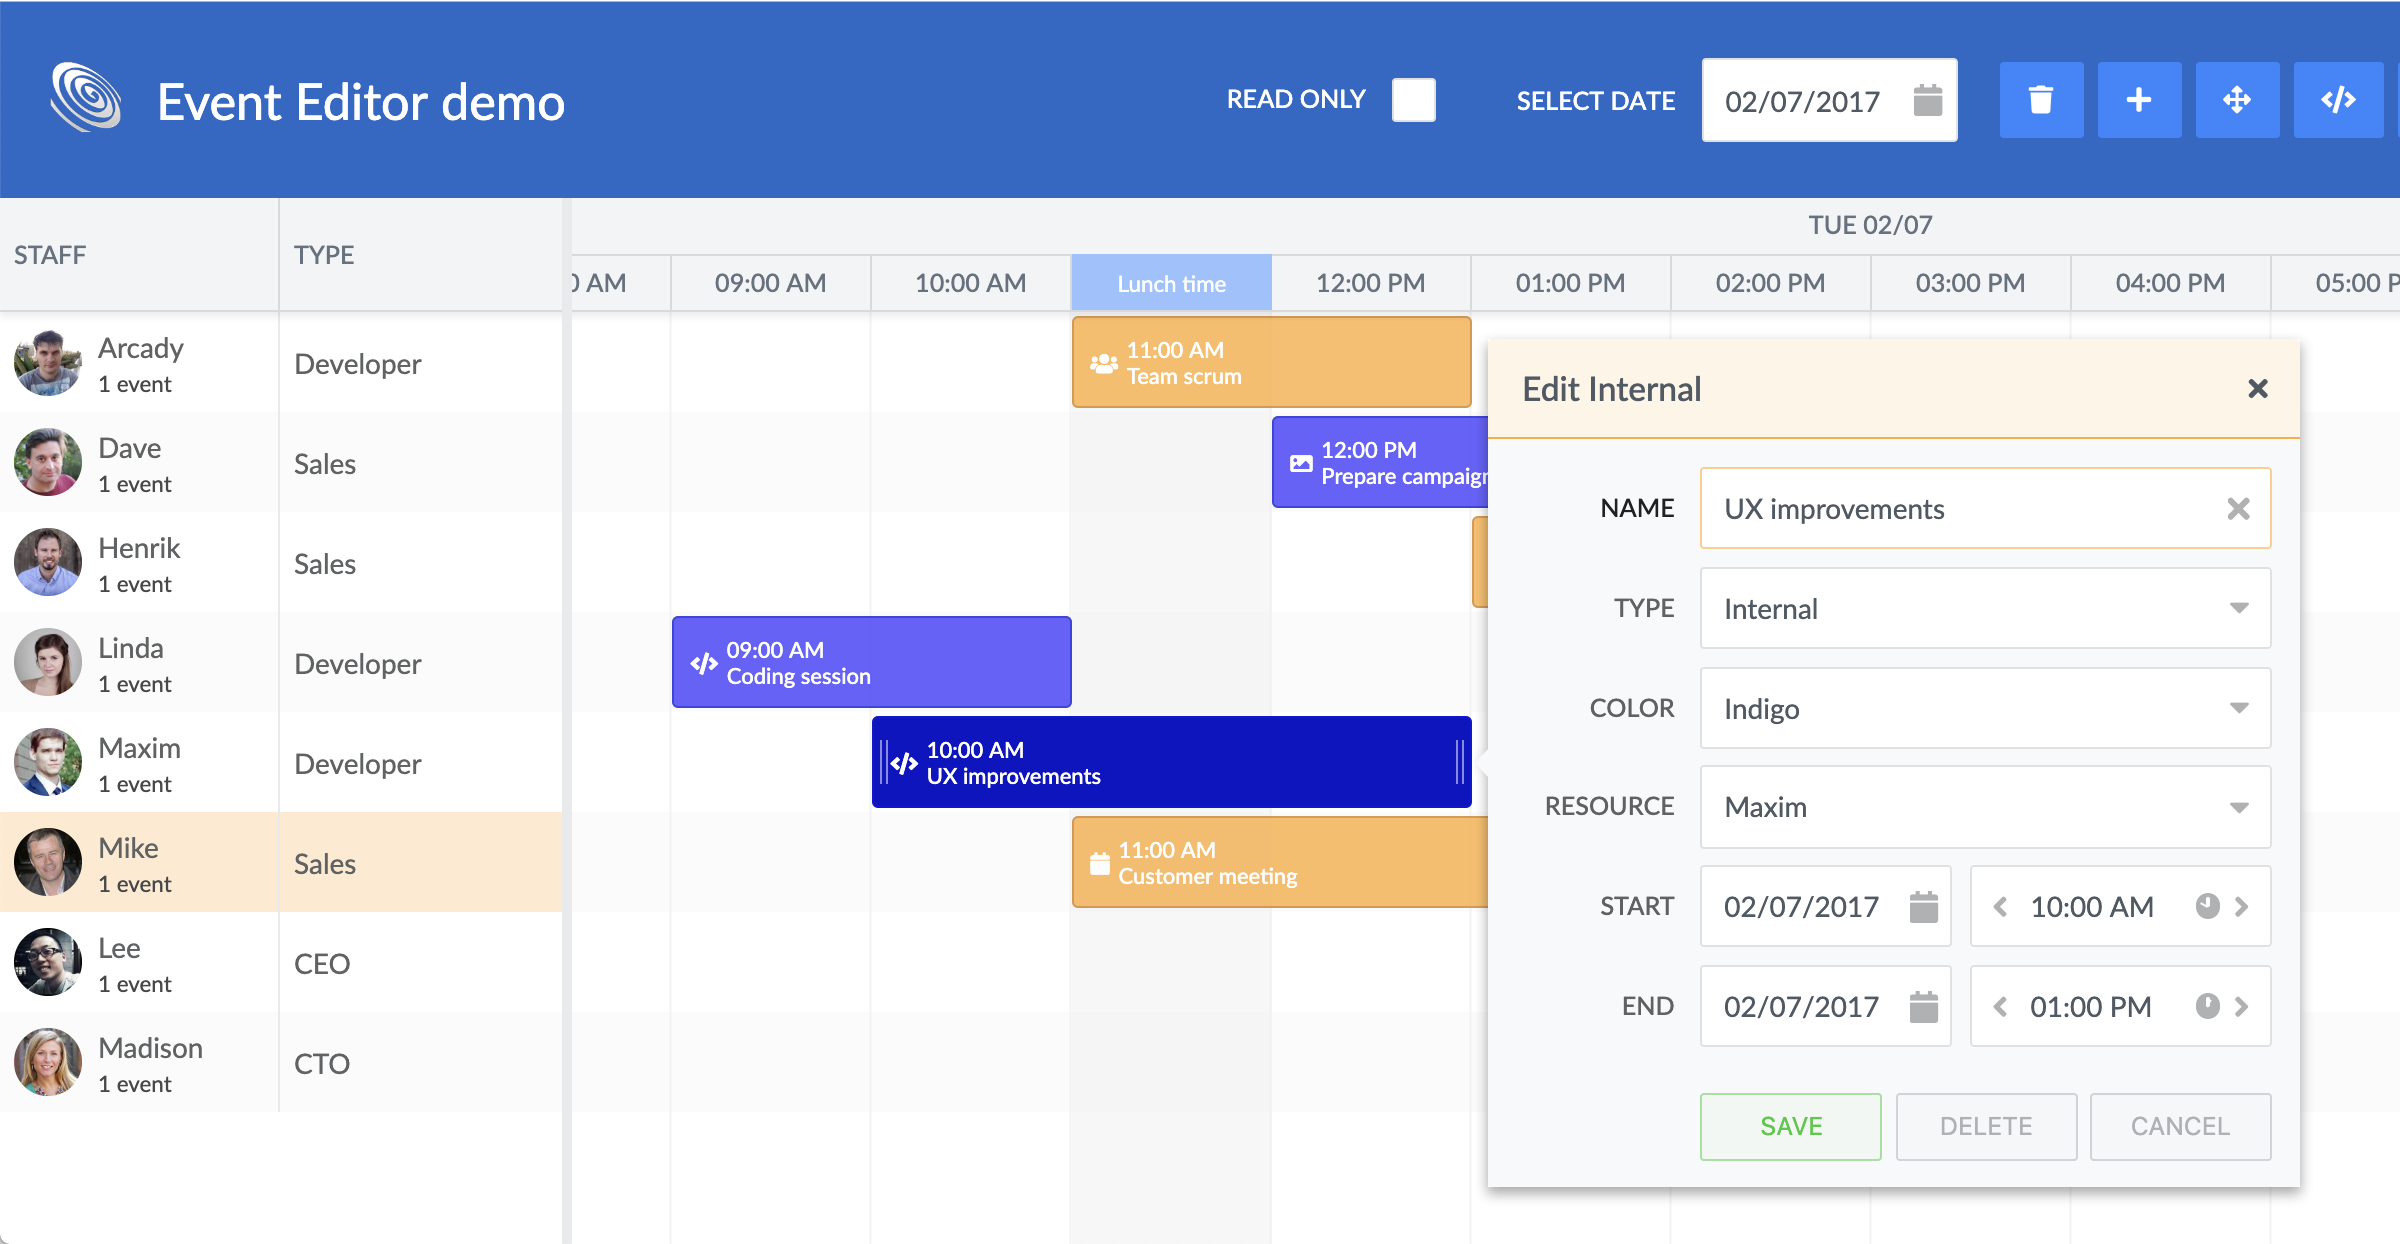 Event Editor demo
READ ONLY
SELECT DATE
02/07/2017
STAFF
TYPE
TUE 02/07
0 AM
09:00 AM
10:00 AM
Lunch time
12:00 PM
01:00 PM
02:00 PM
03:00 PM
04:00 PM
05:00 P
Arcady
1 event
Developer
11:00 AM
Team scrum
Dave
1 event
Sales
12:00 PM
Prepare campaign
Henrik
1 event
Sales
Linda
1 event
Developer
09:00 AM
Coding session
Maxim
1 event
Developer
10:00 AM
UX improvements
Mike
1 event
Sales
11:00 AM
Customer meeting
Lee
1 event
CEO
Madison
1 event
CTO
Edit Internal
NAME
UX improvements
TYPE
Internal
COLOR
Indigo
RESOURCE
Maxim
START
02/07/2017
10:00 AM
END
02/07/2017
01:00 PM
SAVE
DELETE
CANCEL